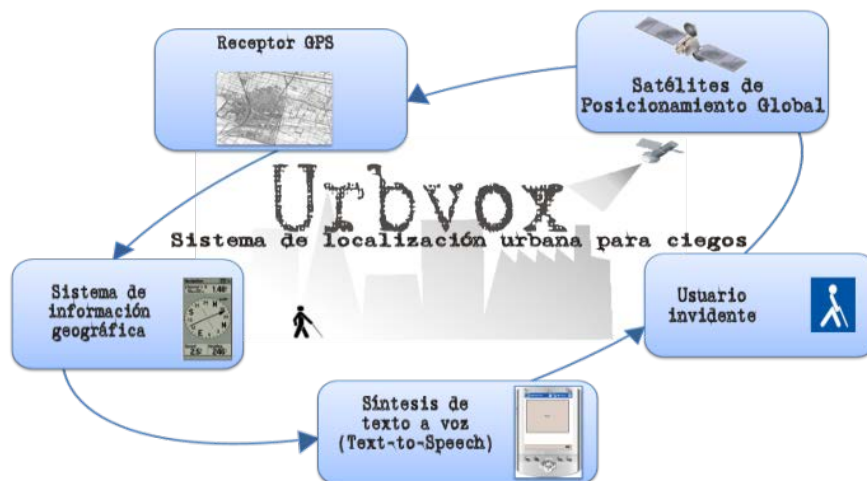 Receptor GPS
Satélites de
Posicionamiento Global
Urbvox
Sistema de localización urbana para ciegos
Sistema de
información
geográfica
Usuario
invidente
Síntesis de
texto a voz
(Text-to-Speech)